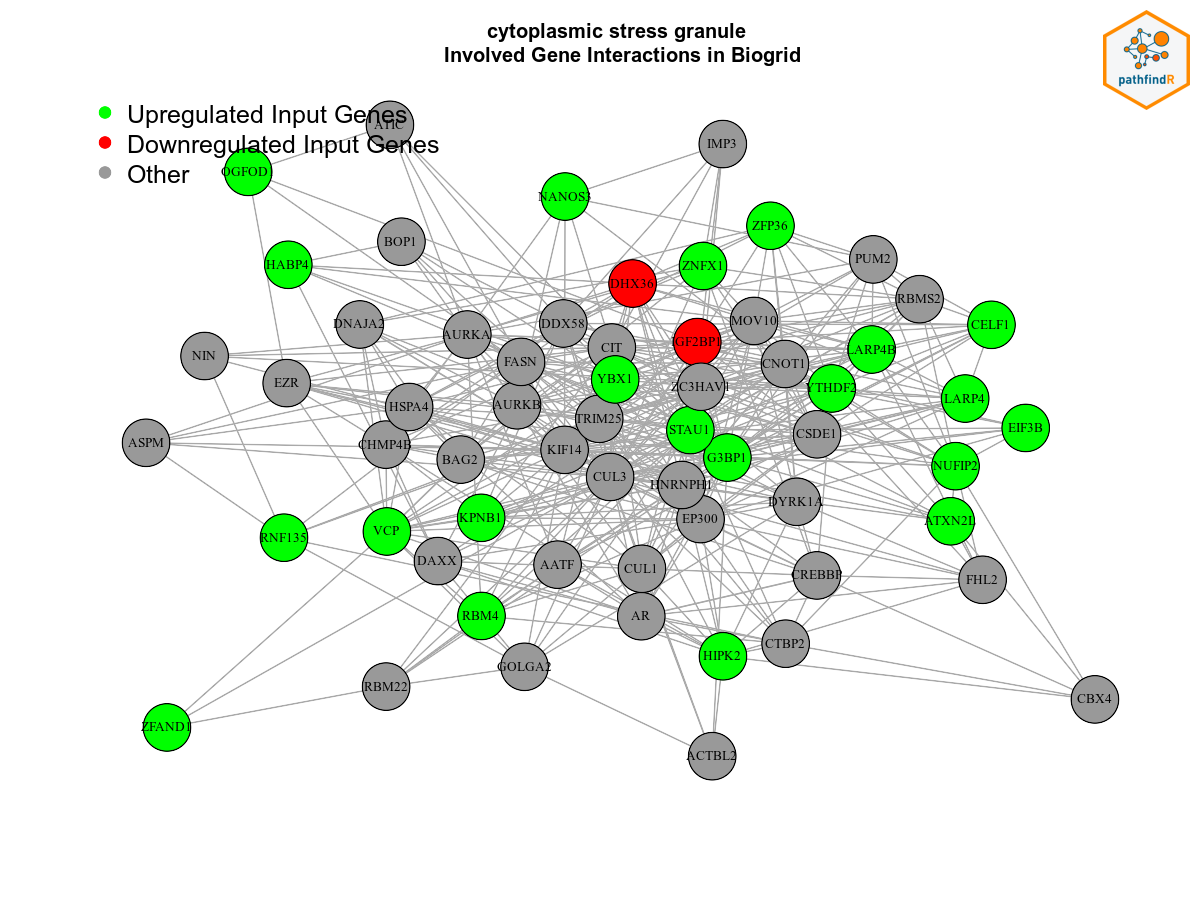 cytoplasmic stress granule
Involved Gene Interactions in Biogrid
pathfindR
Upregulated Input Genes
Downregulated Input Genes
Other
ATIC
IMP3
OGFOD
NANOS3
ZFP36
BOP1
PUM2
HABP4
ZNFX1
DHX36
RBMS2
DNAJA2
DDX58
MOV10
CELF1
AURKA
IGF2BP1
CIT
LARP4B
NIN
FASN
CNOT1
EZR
YBX1
ZC3HAV1
YTHDF2
LARP4
HSPA4
AURKB
TRIM25
EIF3B
STAU1
CSDE1
ASPM
CHMP4B
KIF14
BAG2
G3BP1
NUFIP2
CUL3
HNRNPH1
DYRK1A
KPNB1
EP300
ATXN2L
VCP
RNF135
DAXX
AATF
CUL1
CREBBP
FHL2
RBM4
AR
CTBP2
HIPK2
GOLGA2
RBM22
CBX4
ZFAND1
ACTBL2